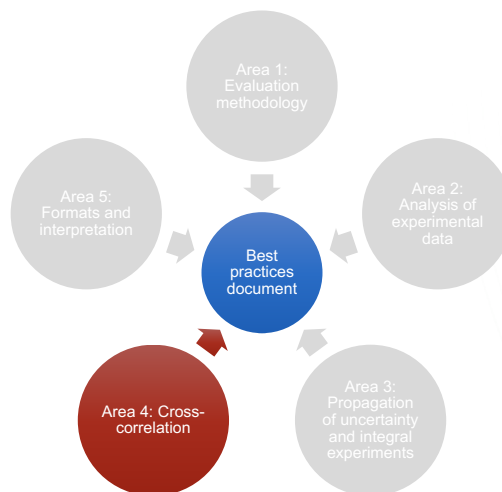 Area 1:
Evaluation
methodology
Area 2:
Analysis of
experimental
data
Area 3:
Propagation
of uncertainty
and integral
experiments
Area 4: Cross-
correlation
Area 5:
Formats and
interpretation
Best
practices
document